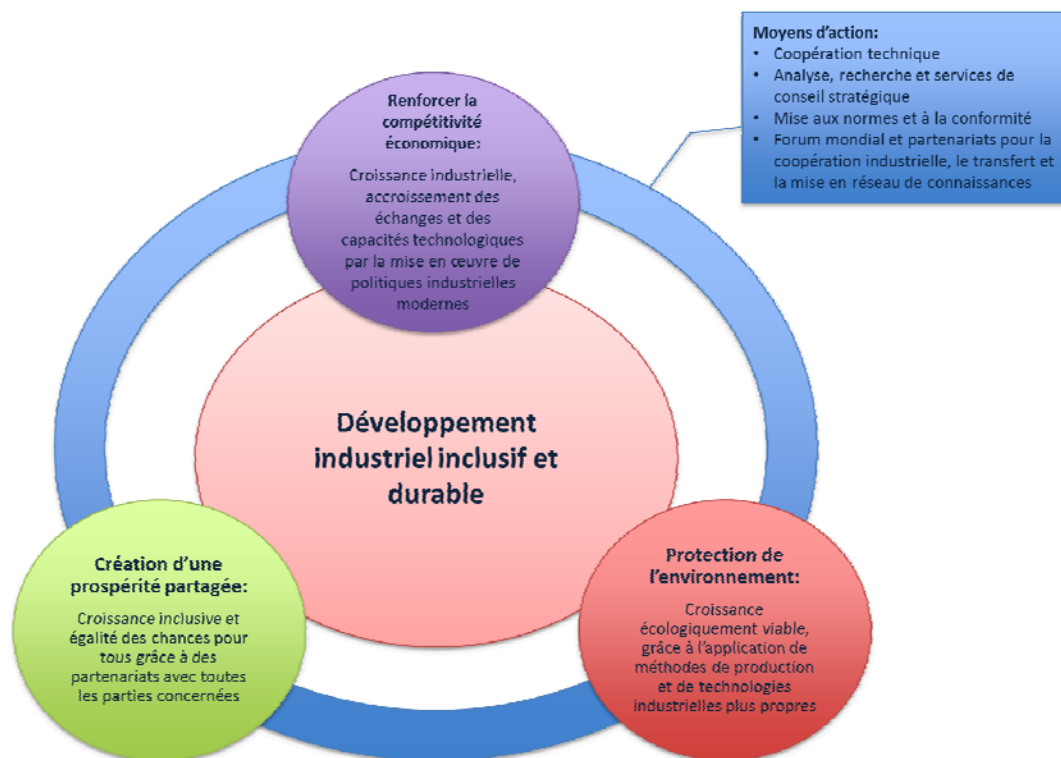 Moyens d'action:
• Coopération technique
• Analyse, recherche et services de
conseil stratégique
• Mise aux normes et à la conformité
• Forum mondial et partenariats pour la
coopération industrielle, le transfert et
la mise en réseau de connaissances
Renforcer la
compétitivité
économique:
Croissance industrielle,
accroissement des
échanges et des
capacités technologiques
par la mise en œuvre de
politiques industrielles
modernes
Développement
industriel inclusif et
durable
Création d'une
prospérité partagée:
Croissance inclusive et
égalité des chances pour
tous grâce à des
partenariats avec toutes
les parties concernées
Protection de
l'environnement:
Croissance
écologiquement viable,
grâce à l'application de
méthodes de production
et de technologies
industrielles plus propres